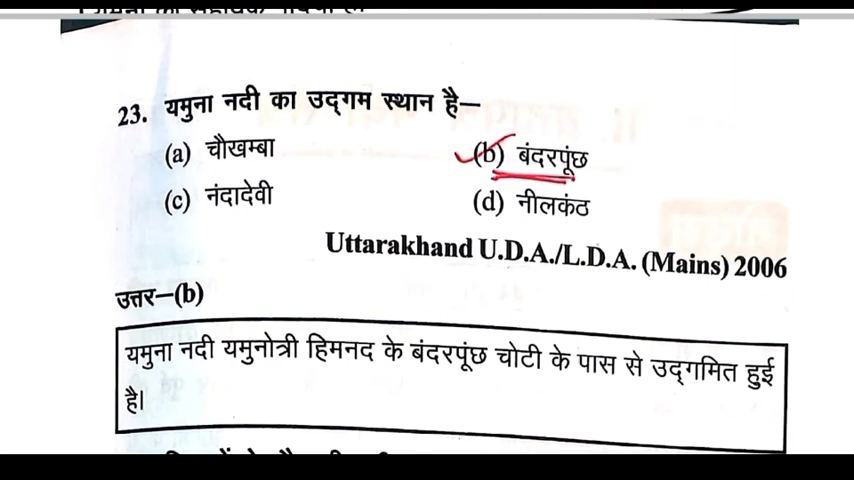 23. यमुना नदी का उद्गम स्थान है—
(a) चौखम्बा (b) बंदरपूंछ
(c) नंदादेवी (d) नीलकंठ
Uttarakhand U.D.A./L.D.A. (Mains) 2006
उत्तर—(b)
यमुना नदी यमुनोत्री हिमनद के बंदरपूंछ चोटी के पास से उद्गमित हुई
है।